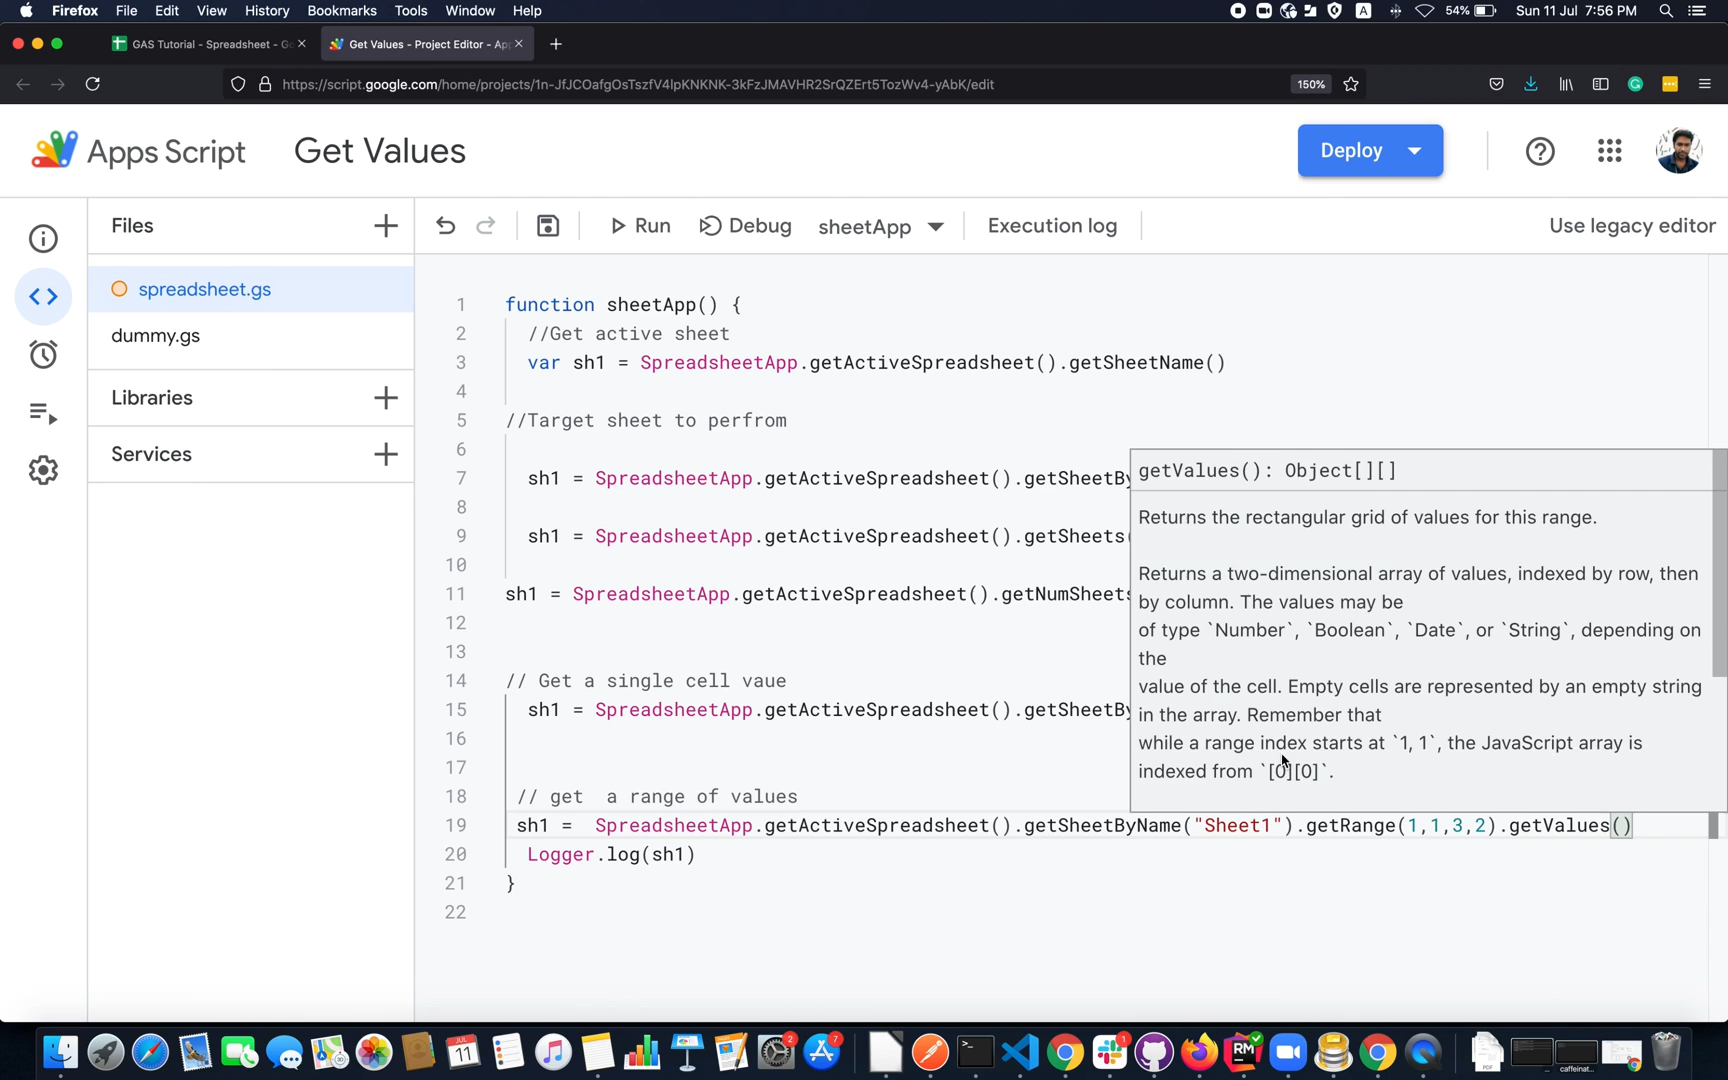 Firefox File Edit View History Bookmarks Tools Window Help
A 54% Sun 11 Jul 7:56 PM
GAS Tutorial - Spreadsheet - Go
Get Values - Project Editor - Ap
https://script.google.com/home/projects/1n-JfJCOafgOsTszfV4lpKNKNK-3kFzJMAVHR2SrQZErt5TozWv4-yAbK/edit
150%
Apps Script Get Values
Deploy
Files
Run Debug sheetApp Execution log
Use legacy editor
spreadsheet.gs
dummy.gs
Libraries
Services
1 function sheetApp() {
2 //Get active sheet
3 var sh1 = SpreadsheetApp.getActiveSpreadsheet().getSheetName()
4
5 //Target sheet to perfrom
6
7 sh1 = SpreadsheetApp.getActiveSpreadsheet().getSheetBy
8
9 sh1 = SpreadsheetApp.getActiveSpreadsheet().getSheets(
10
11 sh1 = SpreadsheetApp.getActiveSpreadsheet().getNumSheets
12
13
14 // Get a single cell vaue
15 sh1 = SpreadsheetApp.getActiveSpreadsheet().getSheetBy
16
17
18 // get a range of values
19 sh1 = SpreadsheetApp.getActiveSpreadsheet().getSheetByName("Sheet1").getRange(1,1,3,2).getValues()
20 Logger.log(sh1)
21 }
22
getValues(): Object[][]
Returns the rectangular grid of values for this range.
Returns a two-dimensional array of values, indexed by row, then
by column. The values may be
of type `Number`, `Boolean`, `Date`, or `String`, depending on
the
value of the cell. Empty cells are represented by an empty string
in the array. Remember that
while a range index starts at `1, 1`, the JavaScript array is
indexed from `[0][0]`.
JUL
11
2
7
1
RM
PDF
caffeinat...